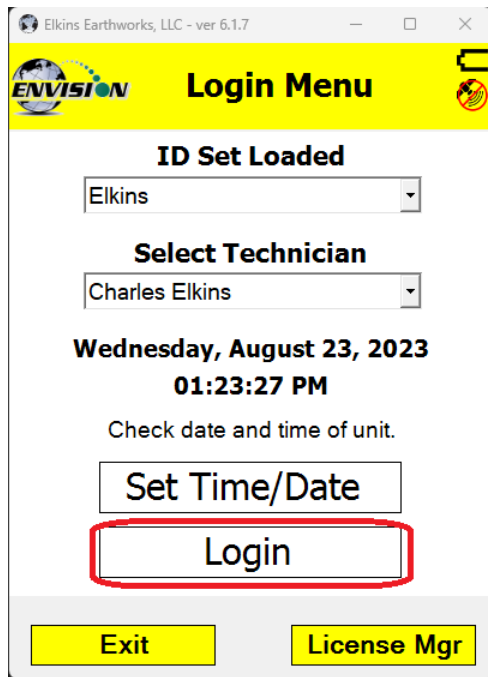 Elkins Earthworks, LLC - ver 6.1.7
ENVISION
Login Menu
ID Set Loaded
Elkins
Select Technician
Charles Elkins
Wednesday, August 23, 2023
01:23:27 PM
Check date and time of unit.
Set Time/Date
Login
Exit
License Mgr